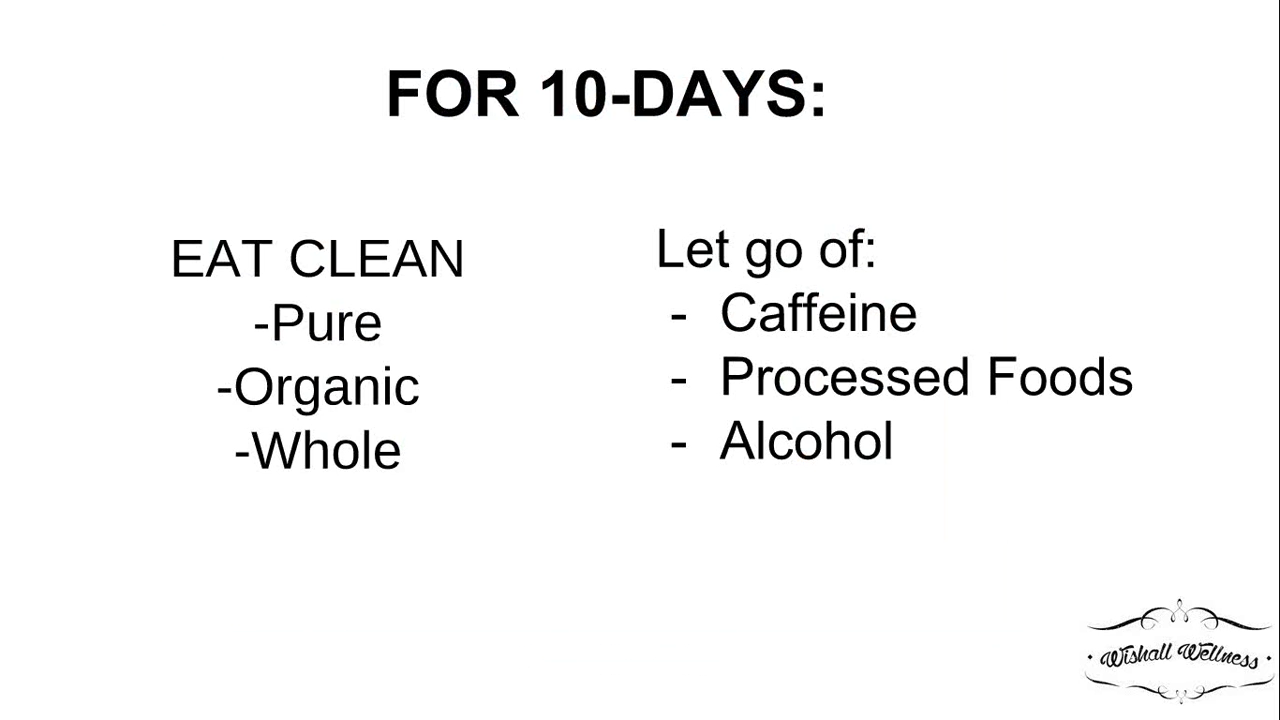 FOR 10-DAYS:
EAT CLEAN
-Pure
-Organic
-Whole
Let go of:
- Caffeine
- Processed Foods
- Alcohol
Wishall Wellness